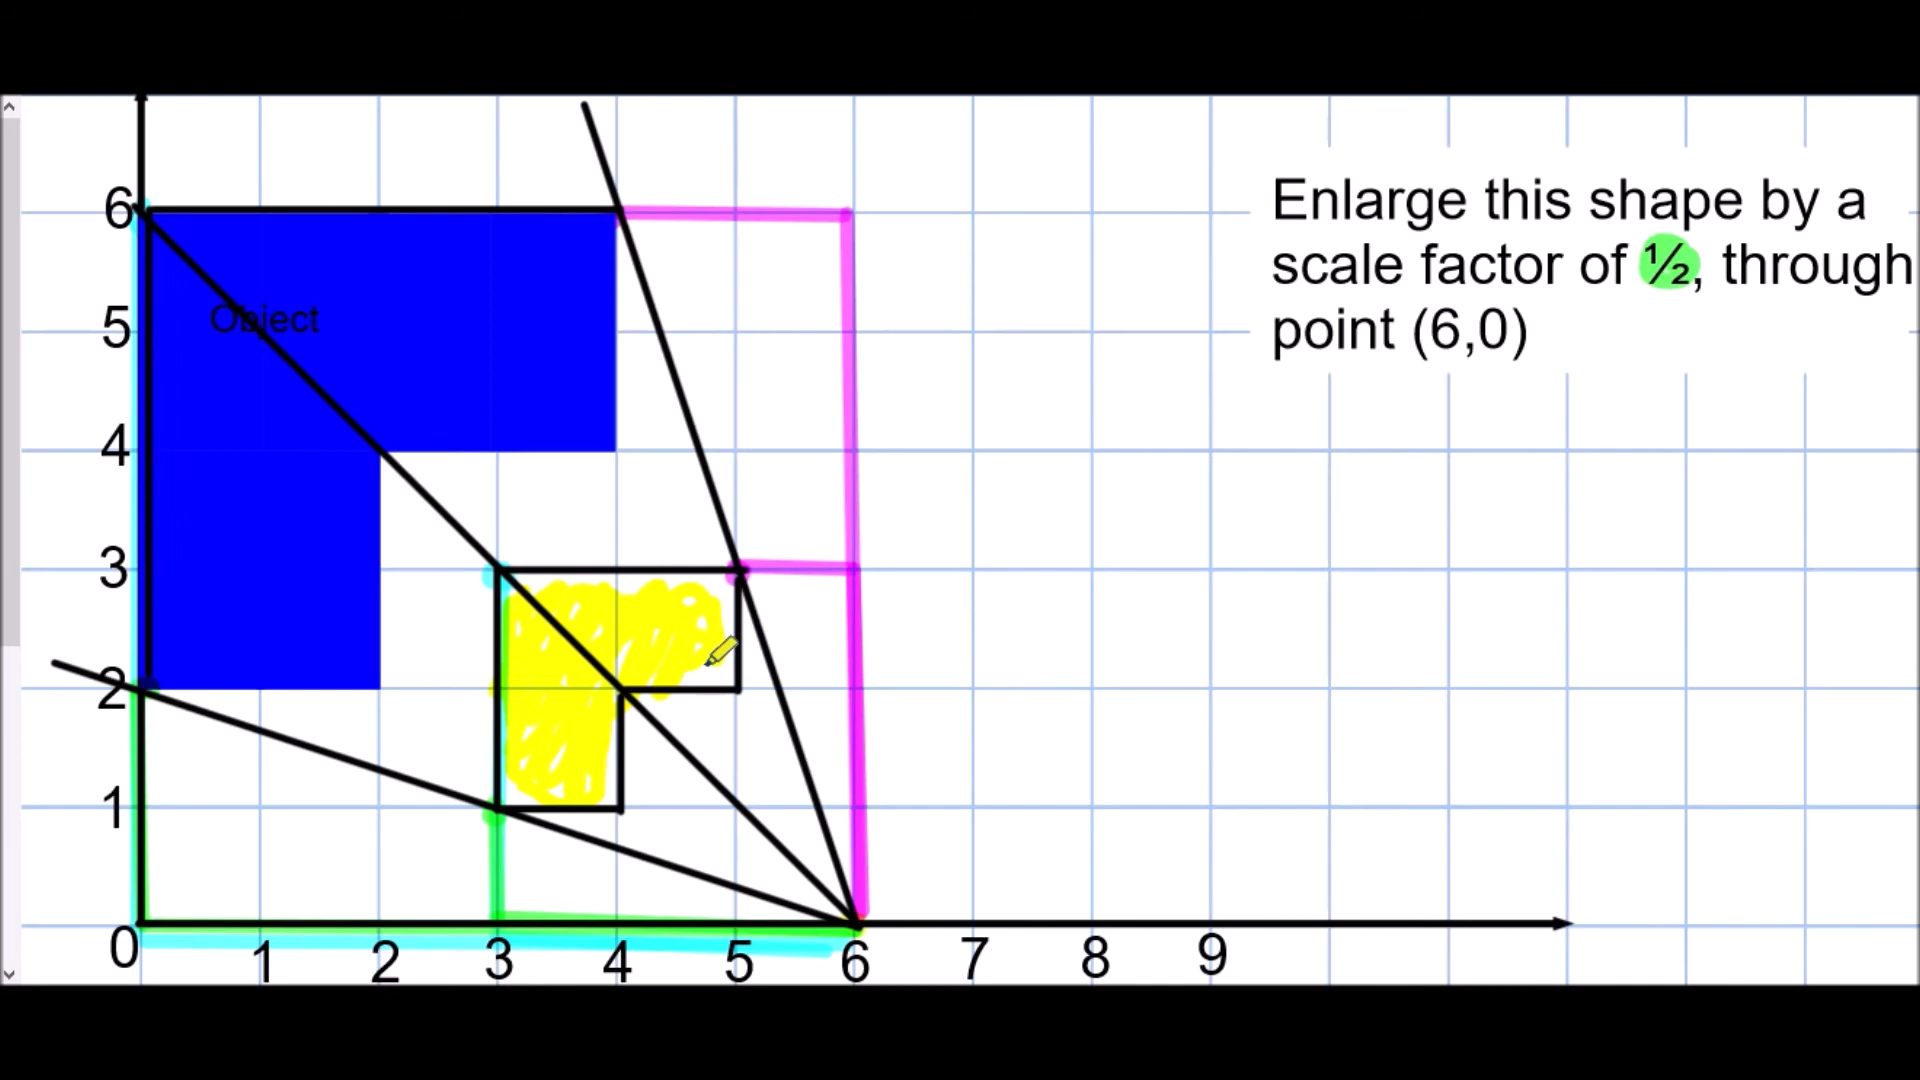 Enlarge this shape by a
scale factor of ½, through
point (6,0)
6
Object
5
4
3
2
1
0 1 2 3 4 5 6 7 8 9